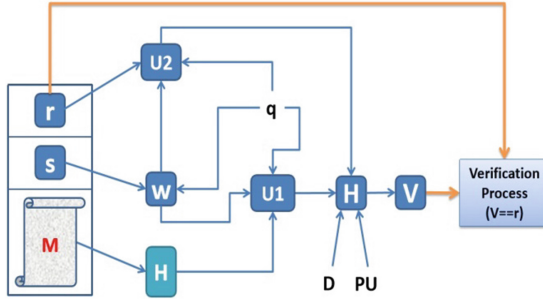 U2
r
q
s
w
U1
H
V
Verification
Process
(V==r)
M
H
D PU